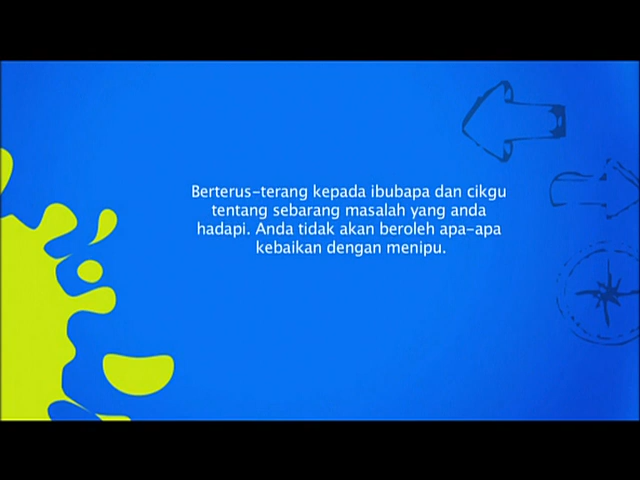 Berterus-terang kepada ibubapa dan cikgu
tentang sebarang masalah yang anda
hadapi. Anda tidak akan beroleh apa-apa
kebaikan dengan menipu.